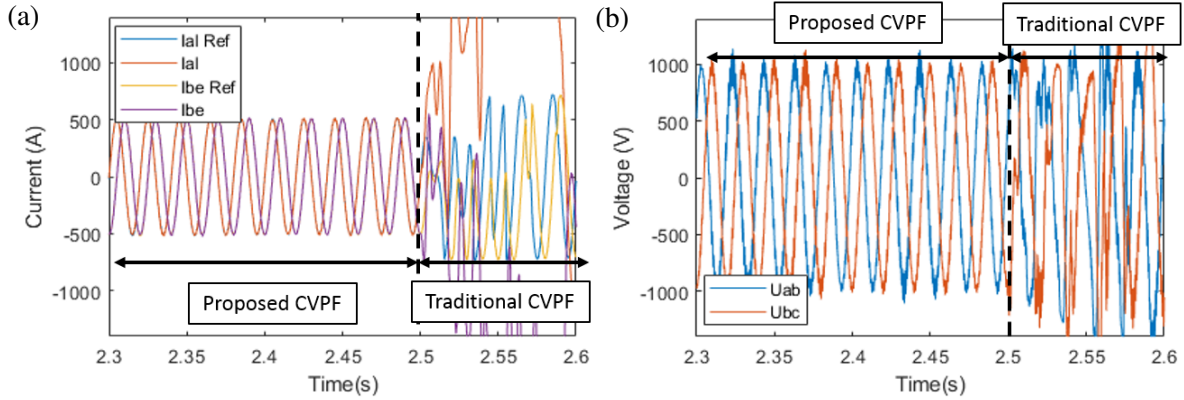 (a)
Ial Ref
Ial
Ibe Ref
Ibe
1000
500
0
-500
-1000
Current (A)
Proposed CVPF
Traditional CVPF
2.3
2.35
2.4
2.45
2.5
2.55
2.6
Time(s)
(b)
Proposed CVPF
Traditional CVPF
1000
500
0
-500
-1000
Voltage (V)
Uab
Ubc
2.3
2.35
2.4
2.45
2.5
2.55
2.6
Time(s)